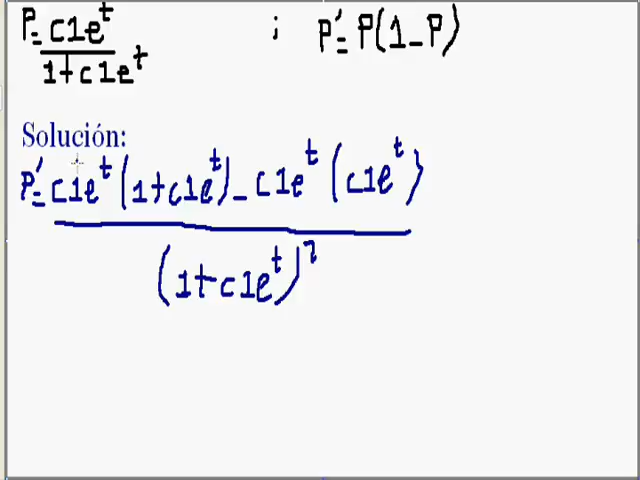 P = c1e^t / 1+c1e^t ; P' = P(1-P)
Solución:
P' = c1e^t (1+c1e^t) - c1e^t (c1e^t)
(1+c1e^t)^2